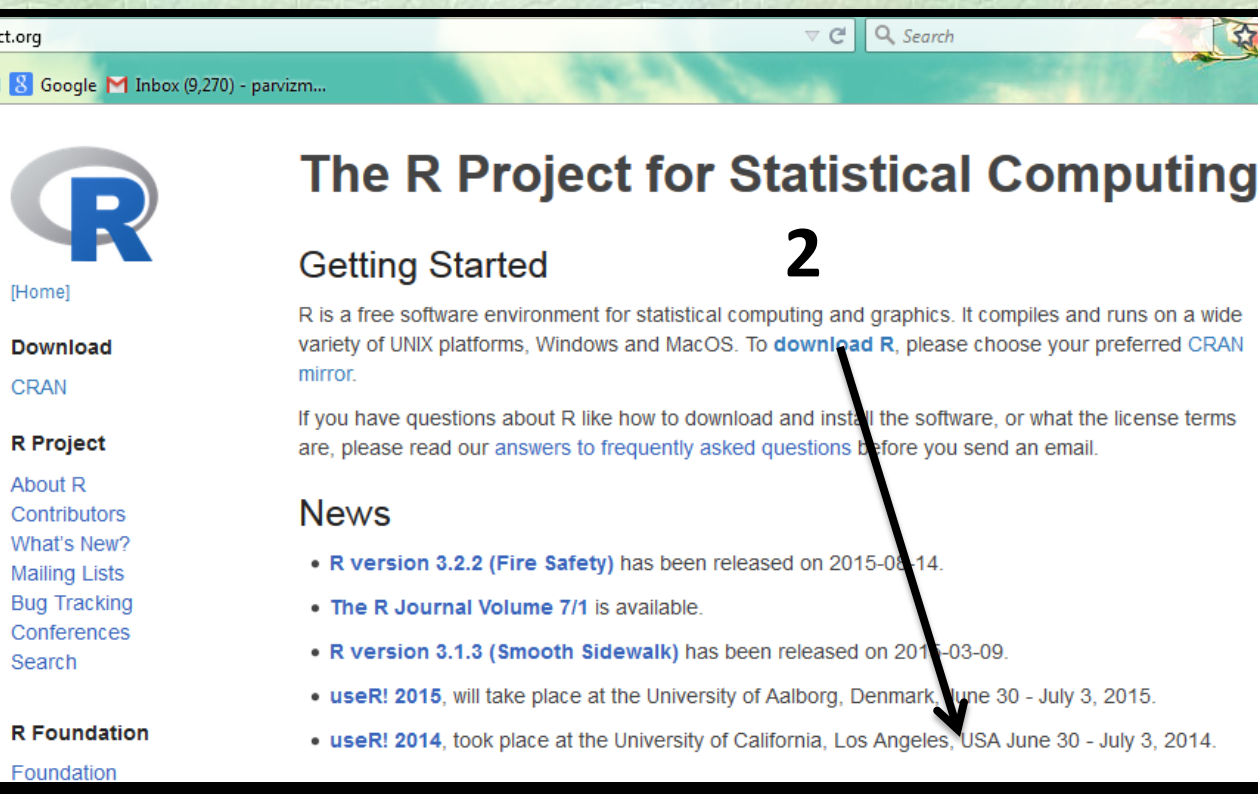 ct.org
Search
8 Google M Inbox (9,270) - parvizm...
R
[Home]
Download
CRAN
R Project
About R
Contributors
What's New?
Mailing Lists
Bug Tracking
Conferences
Search
R Foundation
Foundation
The R Project for Statistical Computing
2
Getting Started
R is a free software environment for statistical computing and graphics. It compiles and runs on a wide
variety of UNIX platforms, Windows and MacOS. To download R, please choose your preferred CRAN
mirror.
If you have questions about R like how to download and install the software, or what the license terms
are, please read our answers to frequently asked questions before you send an email.
News
• R version 3.2.2 (Fire Safety) has been released on 2015-08-14.
• The R Journal Volume 7/1 is available.
• R version 3.1.3 (Smooth Sidewalk) has been released on 2015-03-09.
• useR! 2015, will take place at the University of Aalborg, Denmark, June 30 - July 3, 2015.
• useR! 2014, took place at the University of California, Los Angeles, USA June 30 - July 3, 2014.